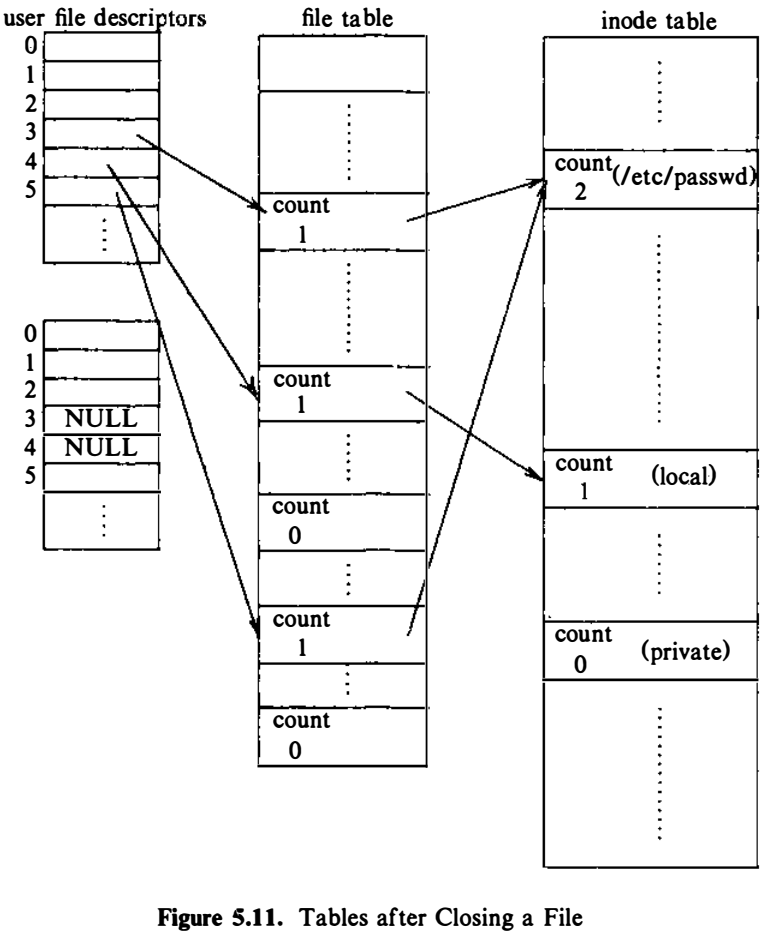 user file descriptors
file table
inode table
0
1
2
3
4
5
0
1
2
3 NULL
4 NULL
5
count
1
count
1
count
0
count
1
count
0
count (/etc/passwd)
2
count (local)
1
count (private)
0
Figure 5.11. Tables after Closing a File